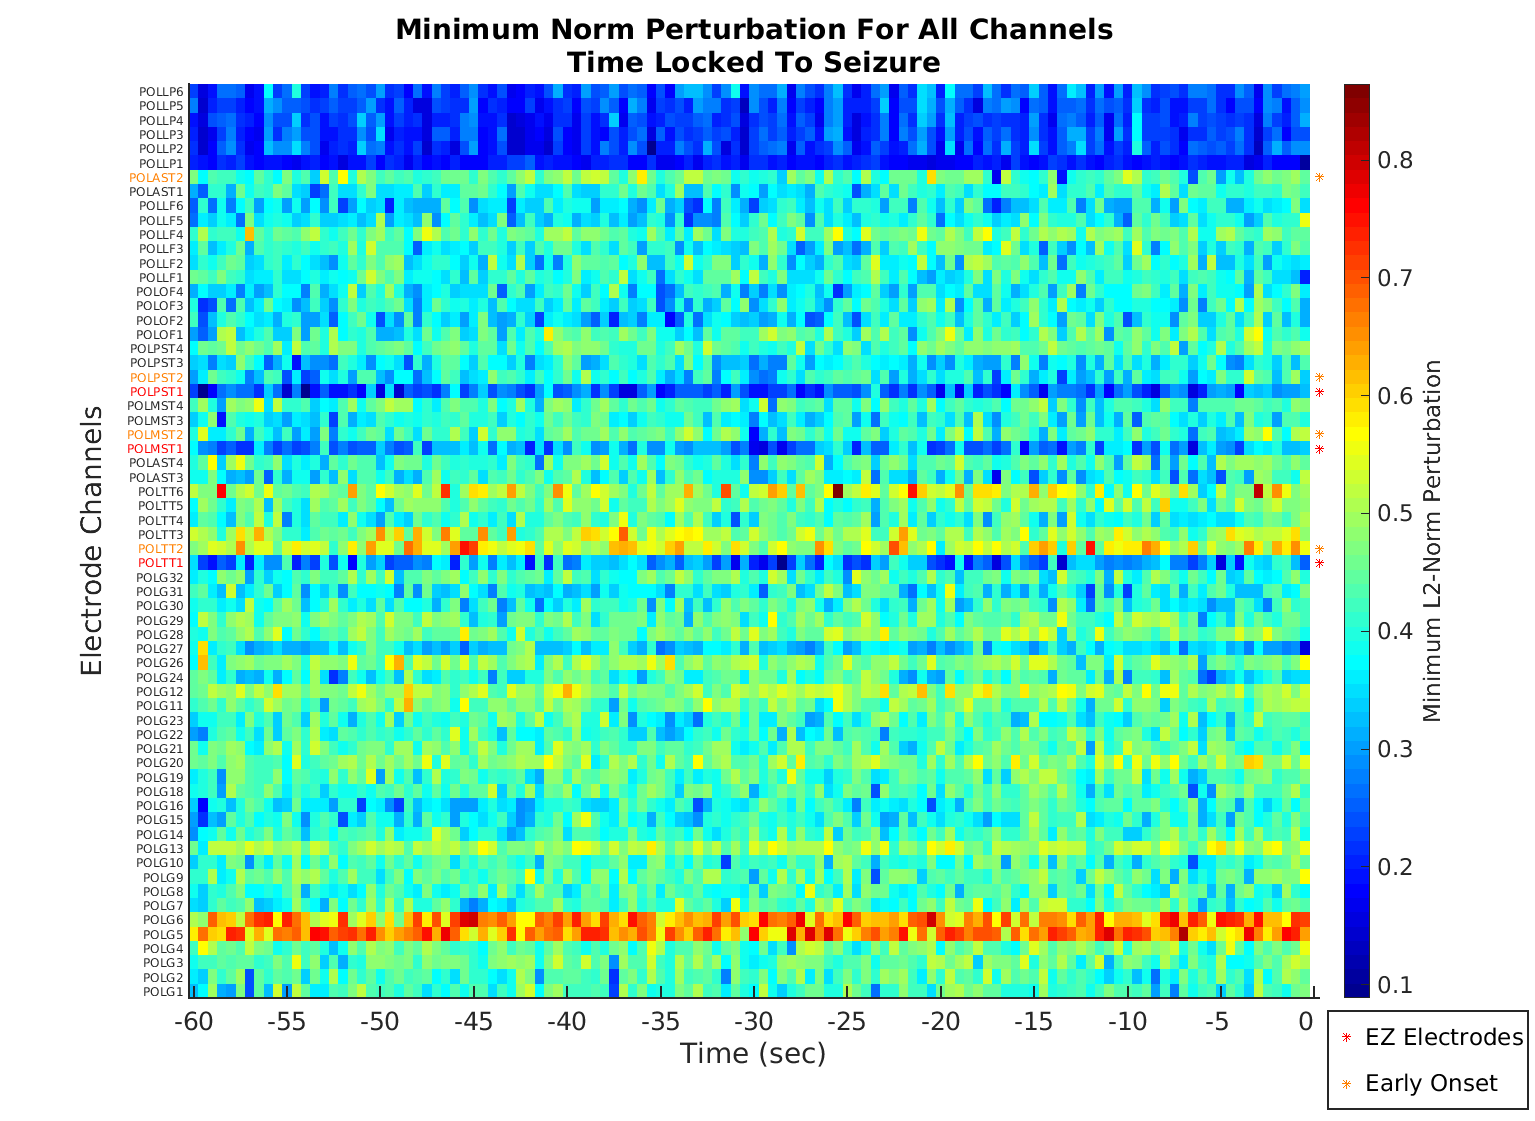 Minimum Norm Perturbation For All Channels
Time Locked To Seizure
Electrode Channels
POLLP6
POLLP5
POLLP4
POLLP3
POLLP2
POLLP1
POLAST2
POLAST1
POLLF6
POLLF5
POLLF4
POLLF3
POLLF2
POLLF1
POLOF4
POLOF3
POLOF2
POLOF1
POLPST4
POLPST3
POLPST2
POLPST1
POLMST4
POLMST3
POLMST2
POLMST1
POLAST4
POLAST3
POLTT6
POLTT5
POLTT4
POLTT3
POLTT2
POLTT1
POLG32
POLG31
POLG30
POLG29
POLG28
POLG27
POLG26
POLG24
POLG12
POLG11
POLG23
POLG22
POLG21
POLG20
POLG19
POLG18
POLG16
POLG15
POLG14
POLG13
POLG10
POLG9
POLG8
POLG7
POLG6
POLG5
POLG4
POLG3
POLG2
POLG1
-60 -55 -50 -45 -40 -35 -30 -25 -20 -15 -10 -5 0
Time (sec)
0.8
0.7
0.6
0.5
0.4
0.3
0.2
0.1
Minimum L2-Norm Perturbation
EZ Electrodes
Early Onset